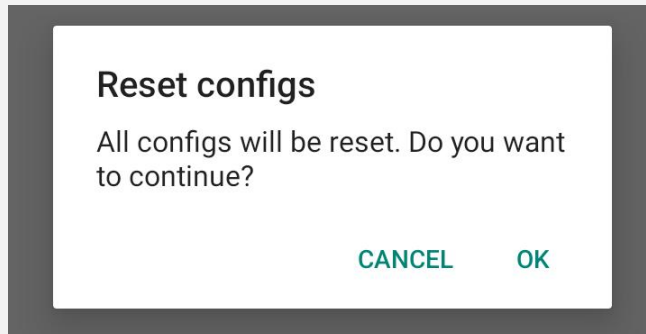 Reset configs
All configs will be reset. Do you want
to continue?
CANCEL OK